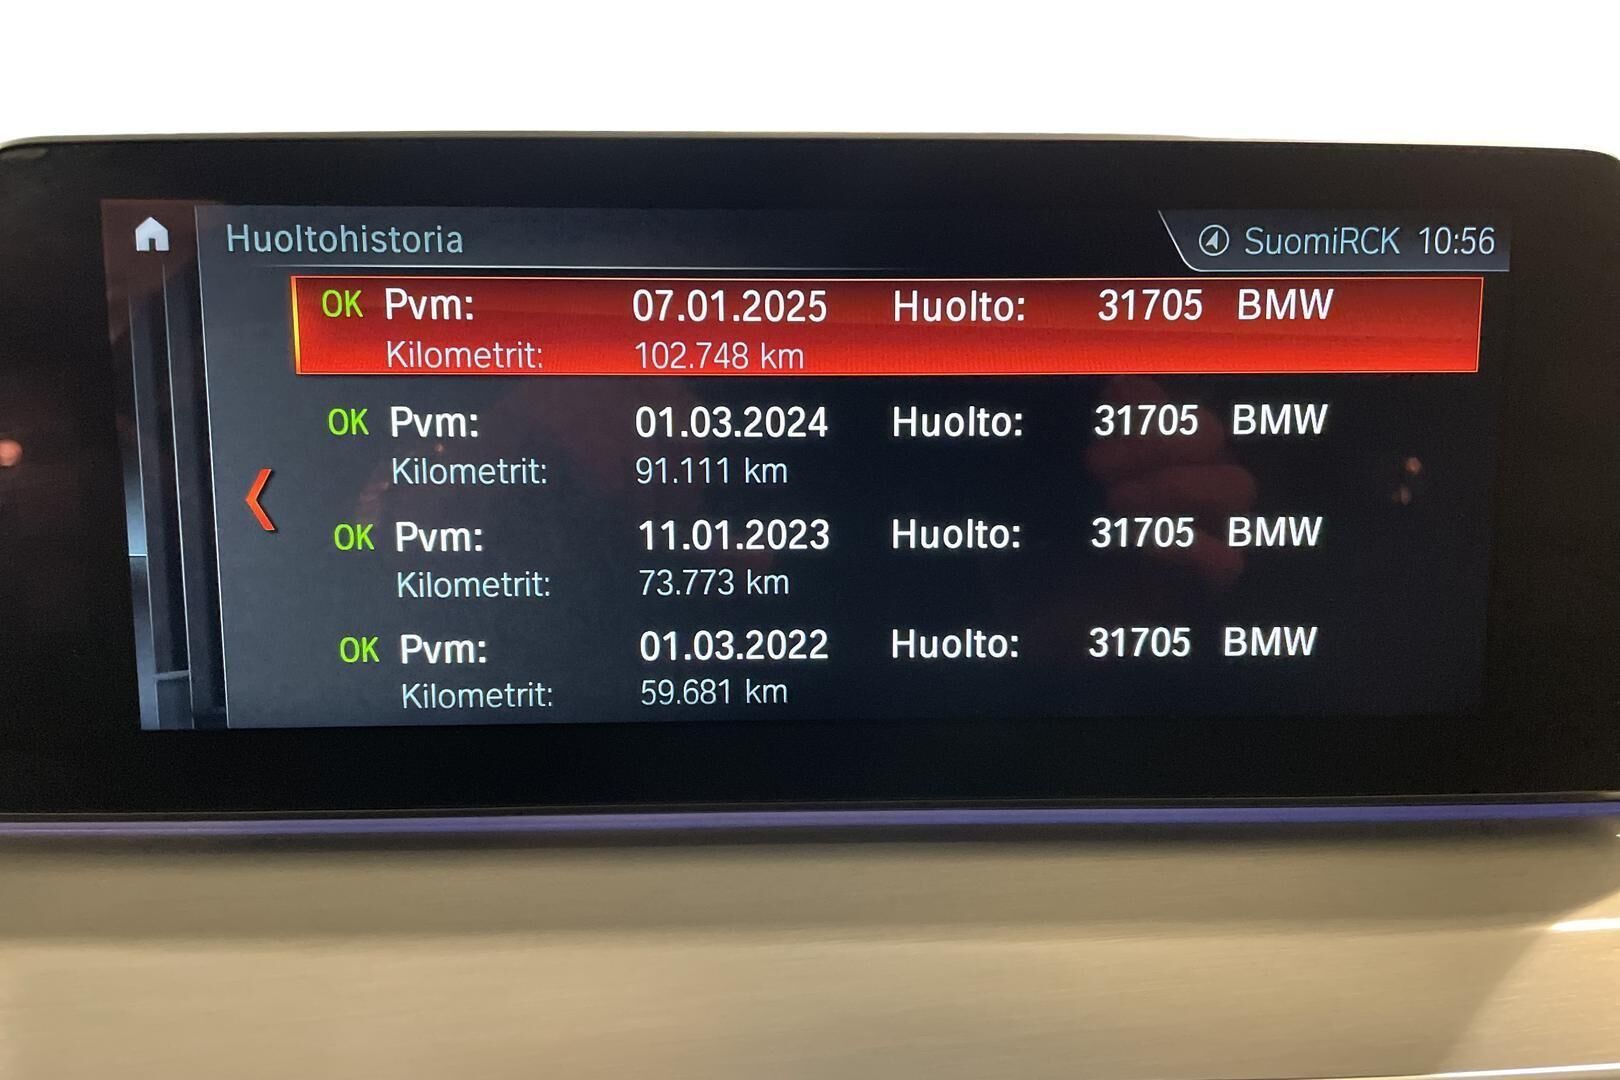 Huoltohistoria SuomiRCK 10:56
OK Pvm: 07.01.2025 Huolto: 31705 BMW
Kilometrit: 102.748 km
OK Pvm: 01.03.2024 Huolto: 31705 BMW
Kilometrit: 91.111 km
OK Pvm: 11.01.2023 Huolto: 31705 BMW
Kilometrit: 73.773 km
OK Pvm: 01.03.2022 Huolto: 31705 BMW
Kilometrit: 59.681 km